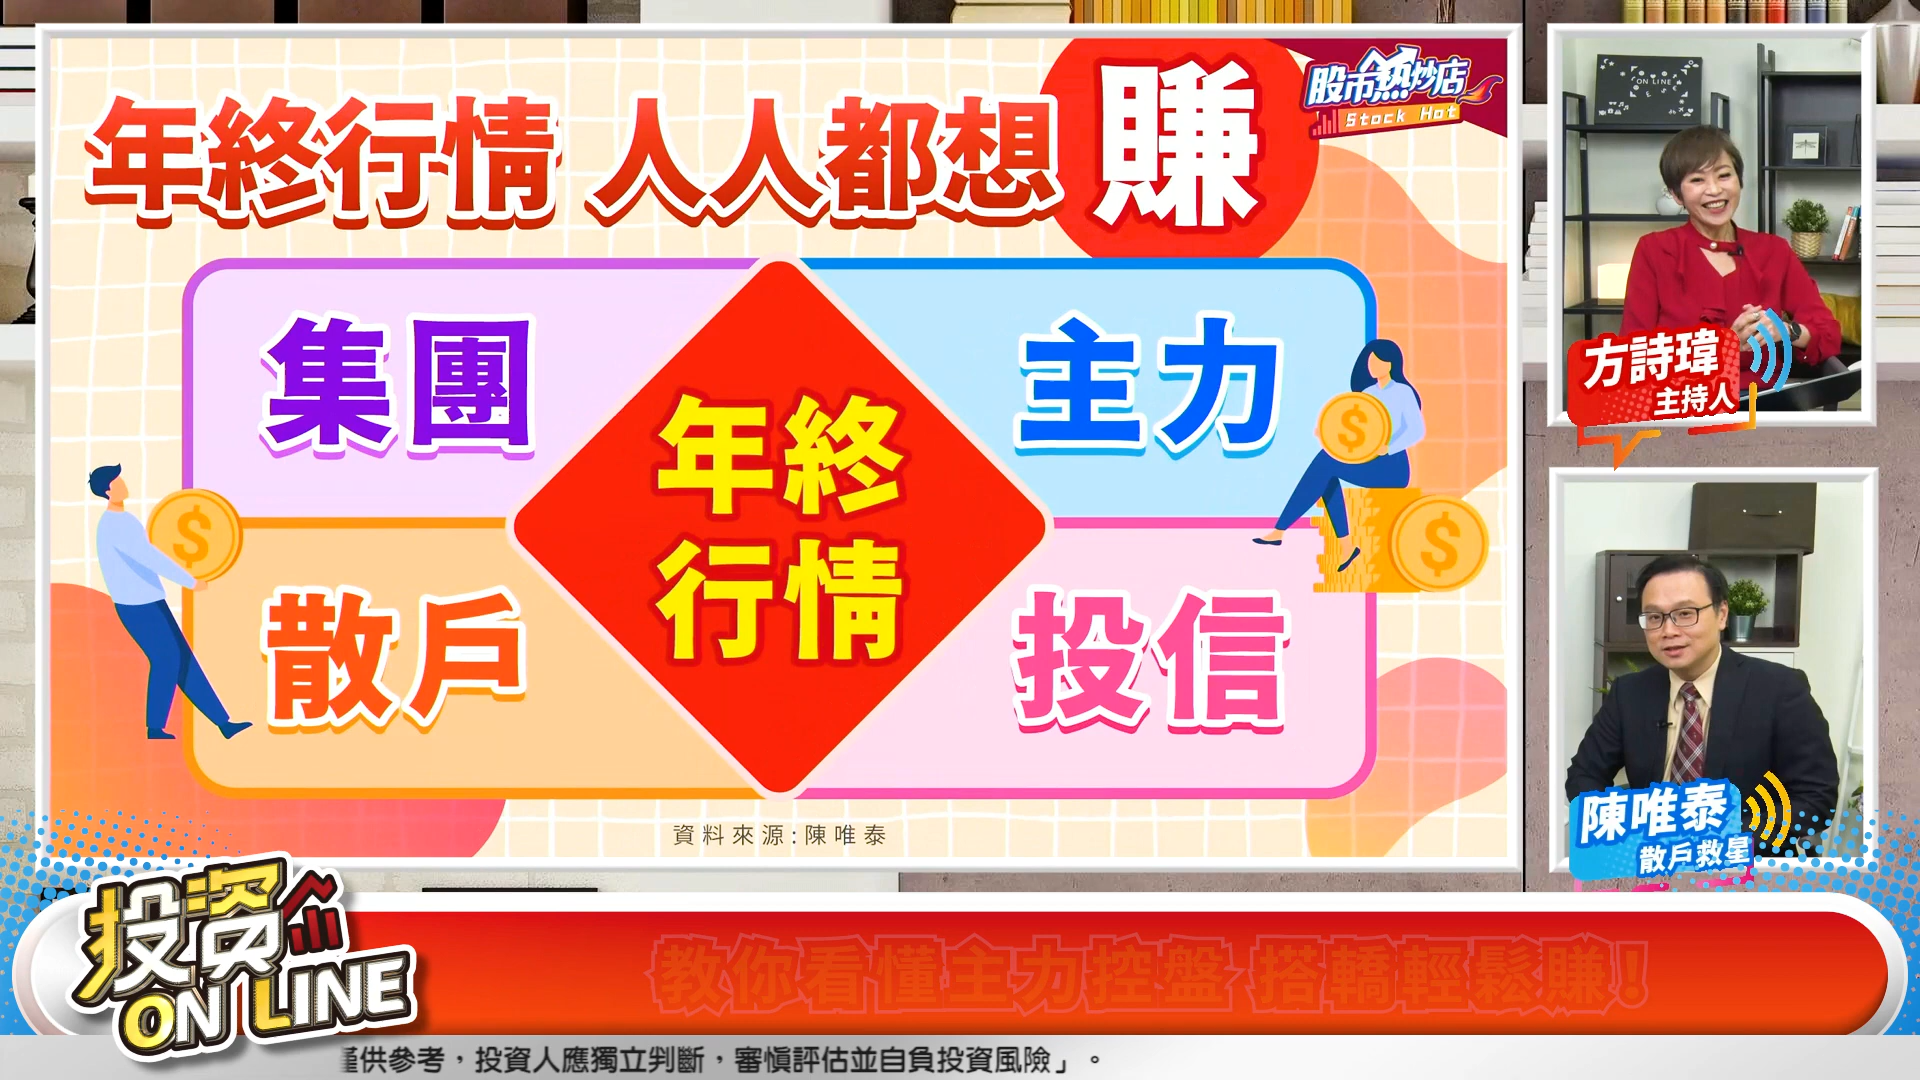 年終行情 人人都想 賺
股市熱炒店
Stock Hot
集團
主力
年終
行情
散戶
投信
資料來源:陳唯泰
ON LINE
方詩瑋
主持人
陳唯泰
散戶救星
投資
ON LINE
教你看懂主力控盤 搭轎輕鬆賺!
僅供參考，投資人應獨立判斷，審慎評估並自負投資風險」。